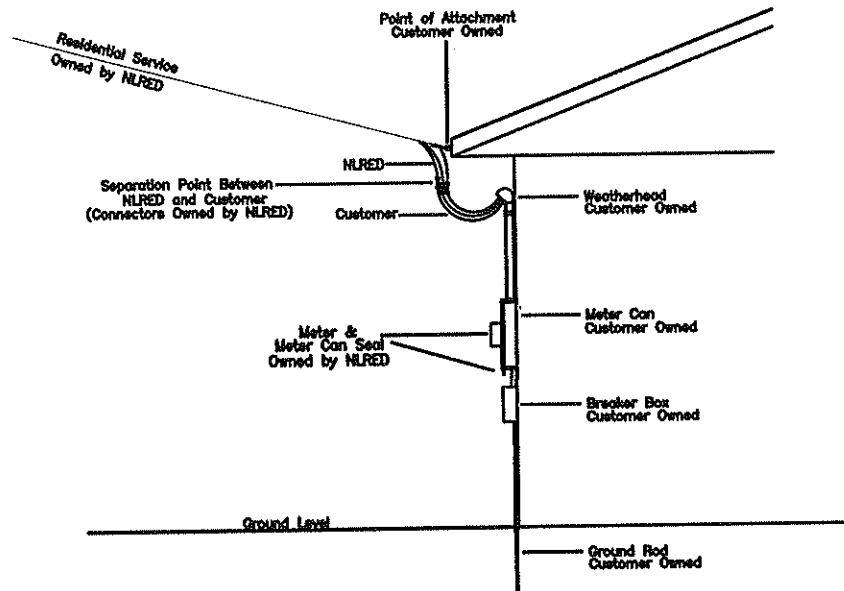 Point of Attachment
Customer Owned
Residential Service
Owned by NLRED
NLRED
Separation Point Between
NLRED and Customer
(Connectors Owned by NLRED)
Customer
Weatherhead
Customer Owned
Meter Can
Customer Owned
Meter &
Meter Can Seal
Owned by NLRED
Breaker Box
Customer Owned
Ground Level
Ground Rod
Customer Owned